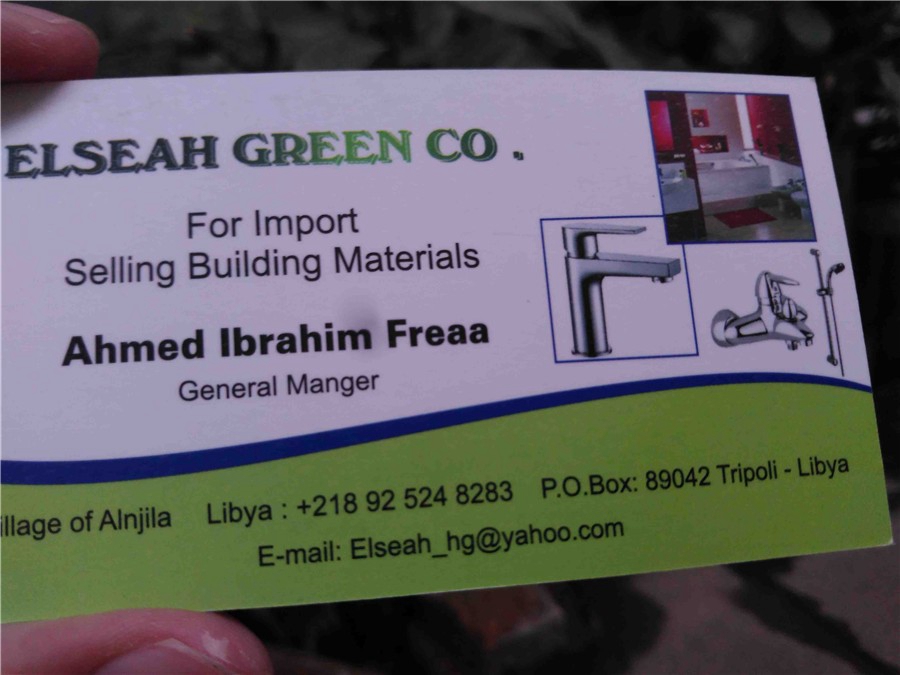 ELSEAH GREEN CO .
For Import
Selling Building Materials
Ahmed Ibrahim Freaa
General Manger
illage of Alnjila Libya : +218 92 524 8283 P.O.Box: 89042 Tripoli - Libya
E-mail: Elseah_hg@yahoo.com